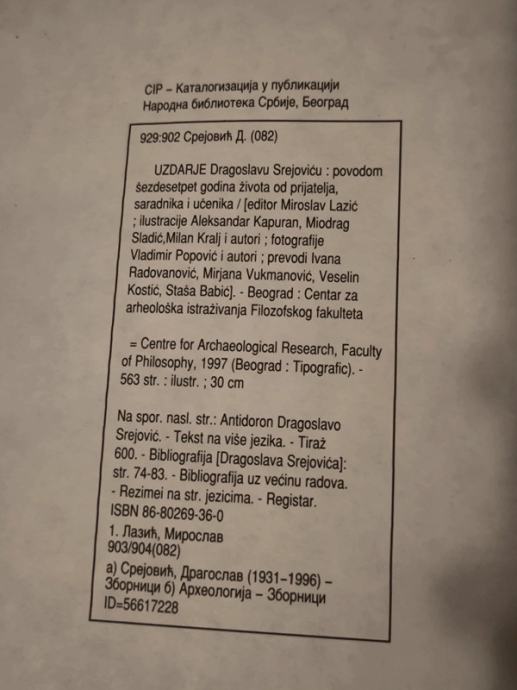 CIP – Каталогизација у публикацији
Народна библиотека Србије, Београд
929:902 Срејовић Д. (082)
UZDARJE Dragoslavu Srejoviću : povodom
šezdesetpet godina života od prijatelja,
saradnika i učenika / [editor Miroslav Lazić
; ilustracije Aleksandar Kapuran, Miodrag
Sladić,Milan Kralj i autori ; fotografije
Vladimir Popović i autori ; prevodi Ivana
Radovanović, Mirjana Vukmanović, Veselin
Kostić, Staša Babić]. - Beograd : Centar za
arheološka istraživanja Filozofskog fakulteta
= Centre for Archaeological Research, Faculty
of Philosophy, 1997 (Beograd : Tipografic). -
563 str. : ilustr. ; 30 cm
Na spor. nasl. str.: Antidoron Dragoslavo
Srejović. - Tekst na više jezika. - Tiraž
600. - Bibliografija [Dragoslava Srejovića]:
str. 74-83. - Bibliografija uz većinu radova.
- Rezimei na str. jezicima. - Registar.
ISBN 86-80269-36-0
1. Лазић, Мирослав
903/904(082)
а) Срејовић, Драгослав (1931–1996) –
Зборници б) Археологија – Зборници
ID=56617228